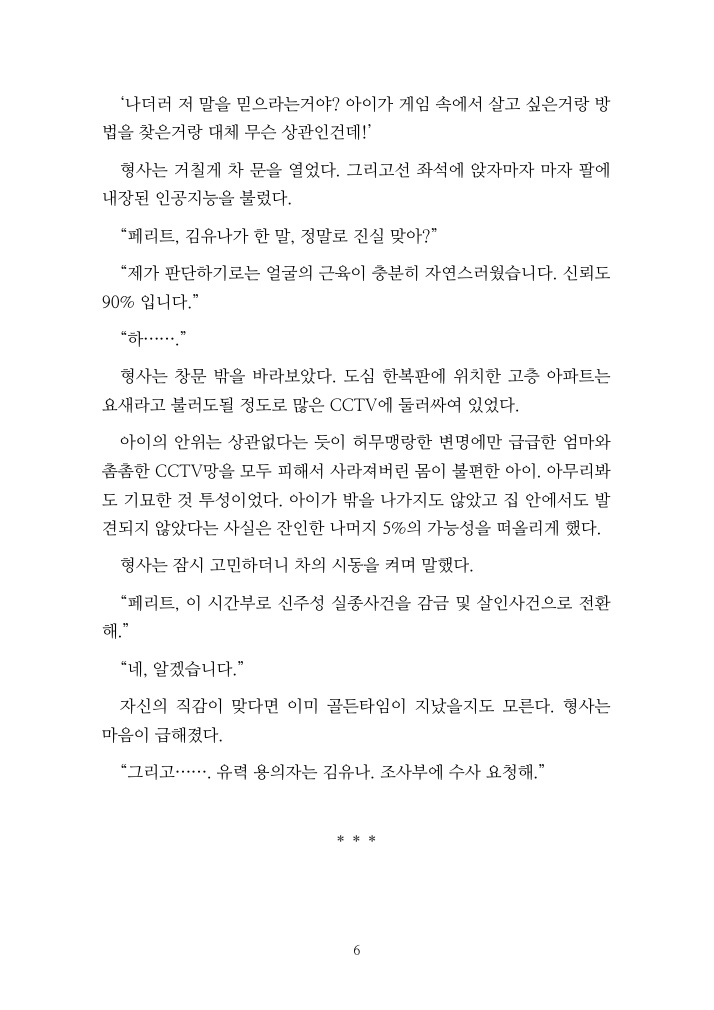 ‘나더러 저 말을 믿으라는거야? 아이가 게임 속에서 살고 싶은거랑 방
법을 찾은거랑 대체 무슨 상관인건데!’
형사는 거칠게 차 문을 열었다. 그리고선 좌석에 앉자마자 마자 팔에
내장된 인공지능을 불렀다.
“페리트, 김유나가 한 말, 정말로 진실 맞아?”
“제가 판단하기로는 얼굴의 근육이 충분히 자연스러웠습니다. 신뢰도
90% 입니다.”
“하…….”
형사는 창문 밖을 바라보았다. 도심 한복판에 위치한 고층 아파트는
요새라고 불러도될 정도로 많은 CCTV에 둘러싸여 있었다.
아이의 안위는 상관없다는 듯이 허무맹랑한 변명에만 급급한 엄마와
촘촘한 CCTV망을 모두 피해서 사라져버린 몸이 불편한 아이. 아무리봐
도 기묘한 것 투성이었다. 아이가 밖을 나가지도 않았고 집 안에서도 발
견되지 않았다는 사실은 잔인한 나머지 5%의 가능성을 떠올리게 했다.
형사는 잠시 고민하더니 차의 시동을 켜며 말했다.
“페리트, 이 시간부로 신주성 실종사건을 감금 및 살인사건으로 전환
해.”
“네, 알겠습니다.”
자신의 직감이 맞다면 이미 골든타임이 지났을지도 모른다. 형사는
마음이 급해졌다.
“그리고……. 유력 용의자는 김유나. 조사부에 수사 요청해.”
* * *
6